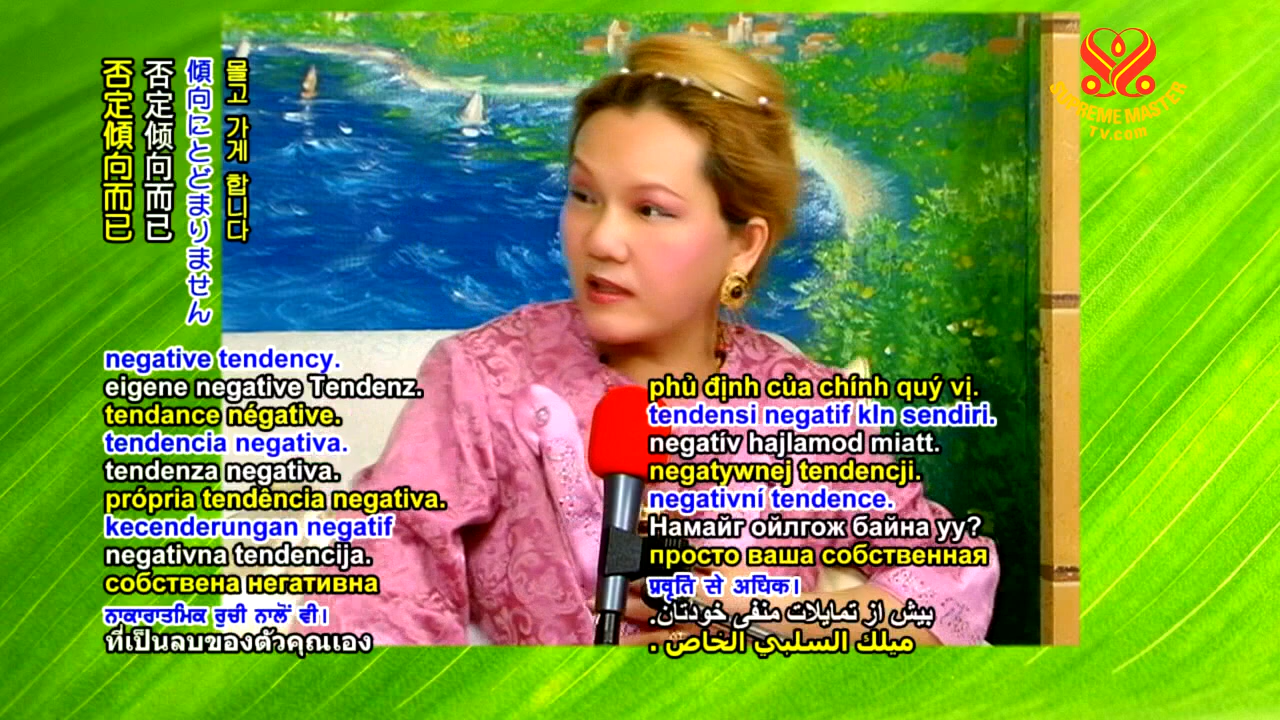 否定傾向而已
否定倾向而已
傾向にとどまりません
몰고 가게 합니다
SUPREME MASTER
TV.com
negative tendency.
eigene negative Tendenz.
tendance négative.
tendencia negativa.
tendenza negativa.
própria tendência negativa.
kecenderungan negatif
negativna tendencija.
собствена негативна
ਨਾਕਾਰਾਤਮਿਕ ਰੁਚੀ ਨਾਲੋਂ ਵੀ।
ที่เป็นลบของตัวคุณเอง
phủ định của chính quý vị.
tendensi negatif kln sendiri.
negatív hajlamod miatt.
negatywnej tendencji.
negativní tendence.
Намайг ойлгож байна уу?
просто ваша собственная
प्रवृति से अधिक।
بیش از تمایلات منفی خودتان.
ميلك السلبي الخاص .